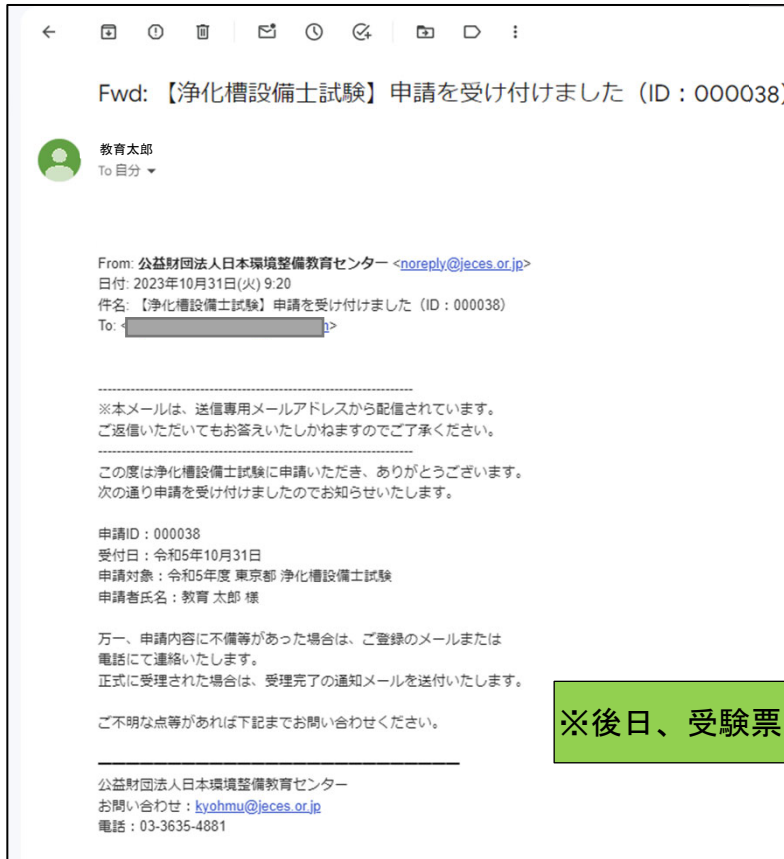 Fwd: 【浄化槽設備士試験】申請を受け付けました（ID：000038）
教育太郎
To 自分
From: 公益財団法人日本環境整備教育センター <noreply@jeces.or.jp>
日付: 2023年10月31日(火) 9:20
件名: 【浄化槽設備士試験】申請を受け付けました（ID：000038）
To: <
>
※本メールは、送信専用メールアドレスから配信されています。
ご返信いただいてもお答えいたしかねますのでご了承ください。
この度は浄化槽設備士試験に申請いただき、ありがとうございます。
次の通り申請を受け付けましたのでお知らせいたします。
申請ID：000038
受付日：令和5年10月31日
申請対象：令和5年度 東京都 浄化槽設備士試験
申請者氏名：教育 太郎 様
万一、申請内容に不備等があった場合は、ご登録のメールまたは
電話にて連絡いたします。
正式に受理された場合は、受理完了の通知メールを送付いたします。
※後日、受験票
ご不明な点等があれば下記までお問い合わせください。
公益財団法人日本環境整備教育センター
お問い合わせ：kyohmu@jeces.or.jp
電話：03-3635-4881